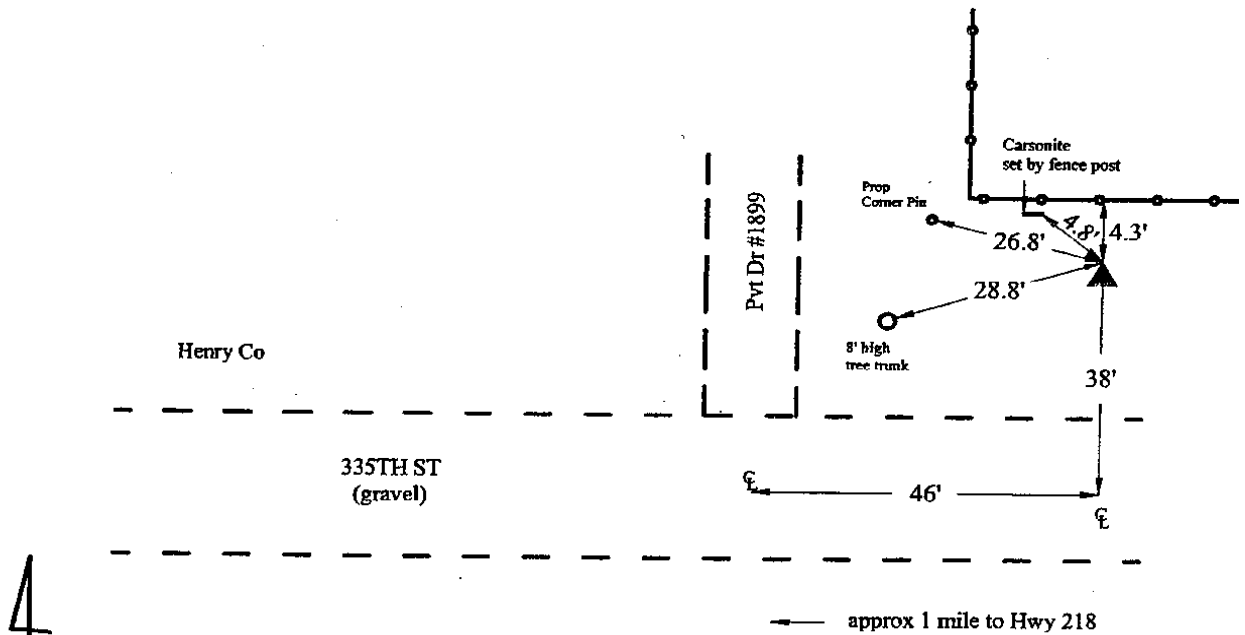 Carsonite
set by fence post
Prop
Corner Pin
4.8'
4.3'
26.8'
Pvt Dr #1899
28.8'
8' high
tree trunk
Henry Co
38'
335TH ST
(gravel)
℄
46'
℄
approx 1 mile to Hwy 218